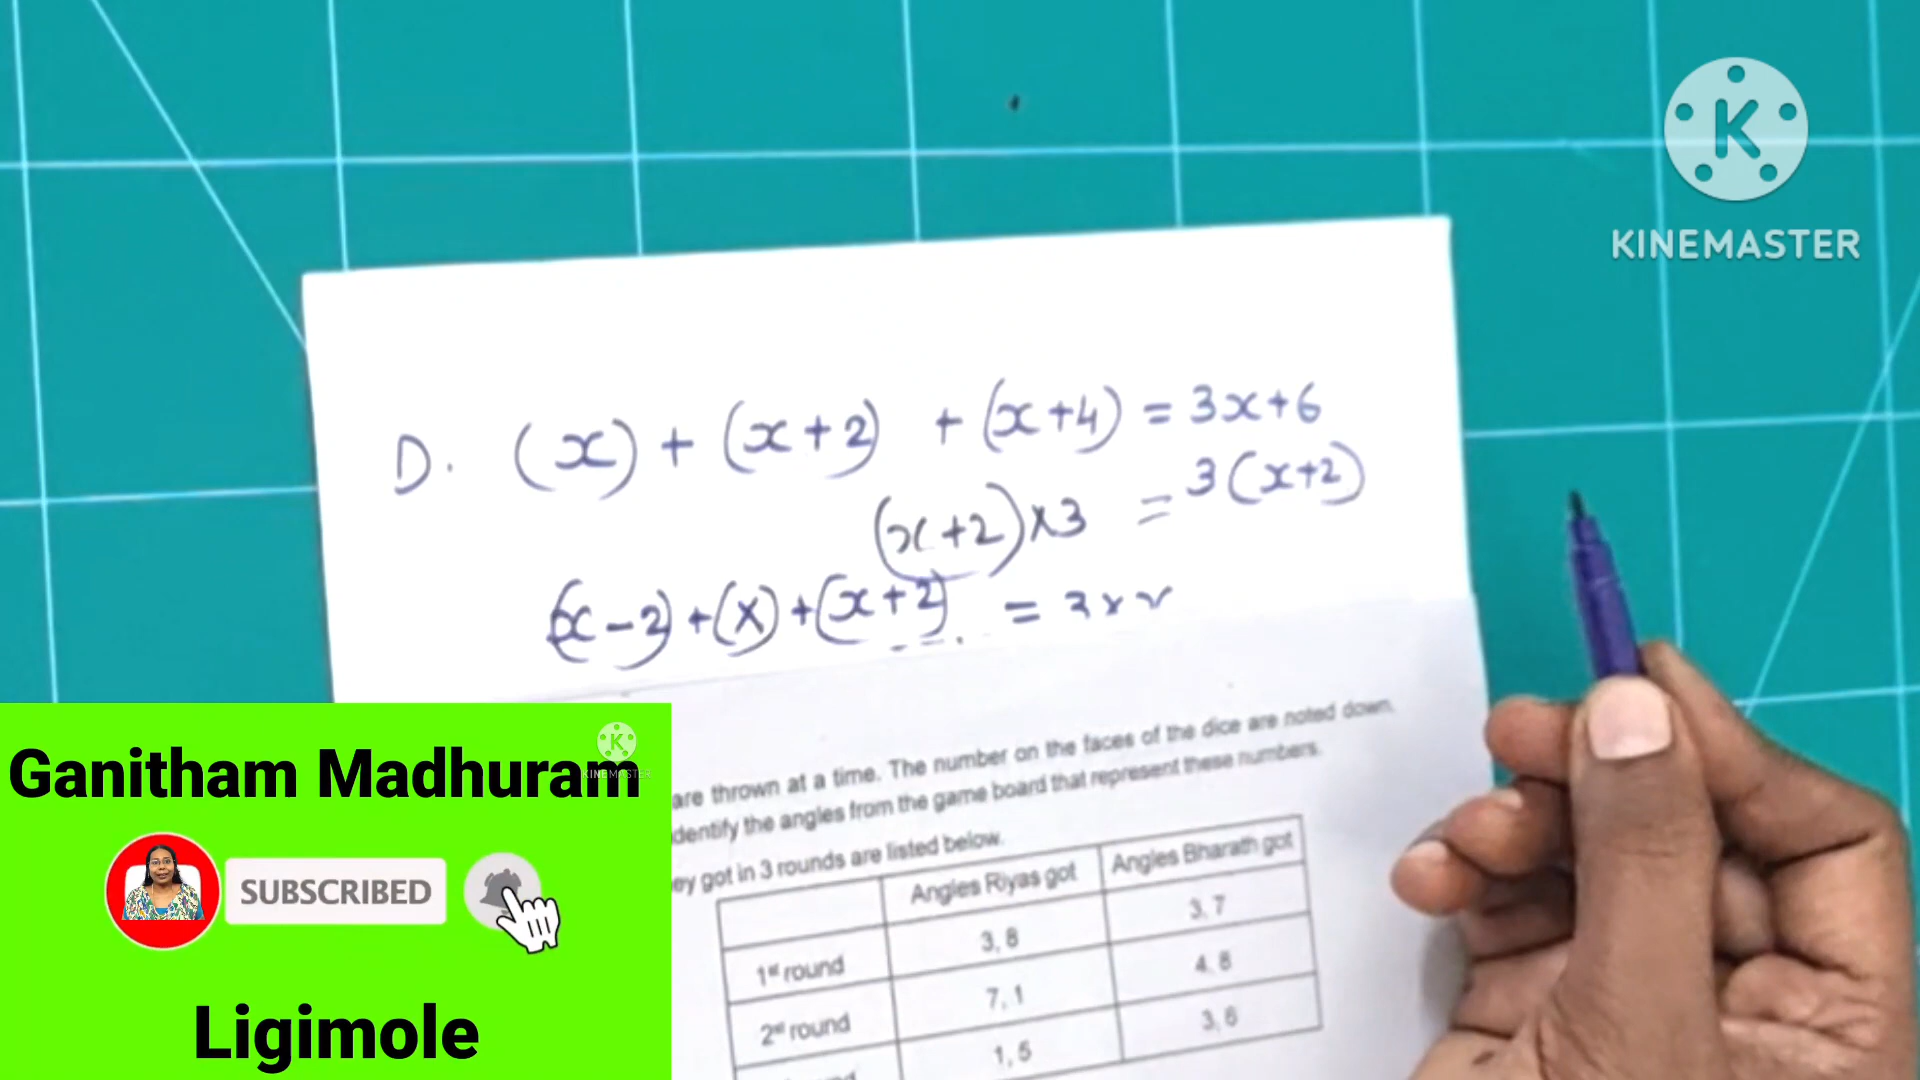 KINEMASTER
D. (x) + (x+2) + (x+4) = 3x+6
(x+2)×3 = 3(x+2)
(x-2)+(x)+(x+2) = 3×x
are thrown at a time. The number on the faces of the dice are noted down.
dentify the angles from the game board that represent these numbers.
ey got in 3 rounds are listed below.
Angles Riyas got Angles Bharath got
1st round 3, 8 3, 7
2nd round 7, 1 4, 8
1, 5 3, 6
Ganitham Madhuram
KINEMASTER
SUBSCRIBED
Ligimole